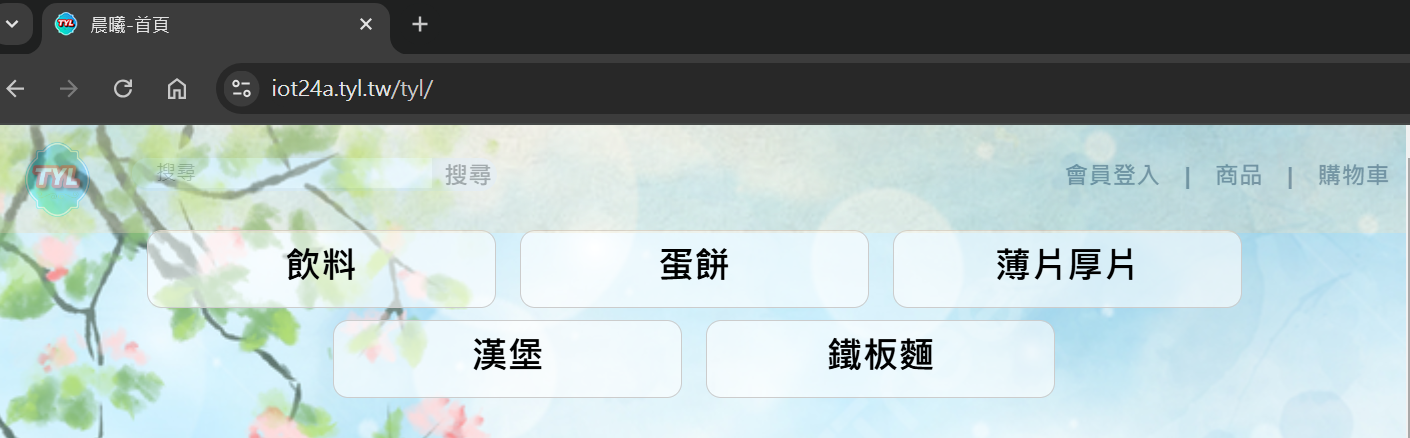 晨曦-首頁
iot24a.tyl.tw/tyl/
TYL 搜尋 搜尋 會員登入 | 商品 | 購物車
飲料 蛋餅 薄片厚片
漢堡 鐵板麵